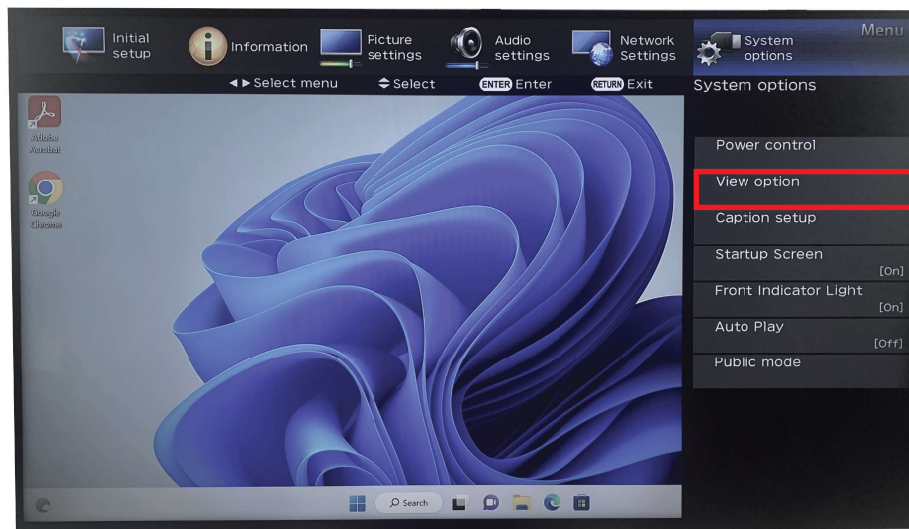 Menu
Initial
setup
Information
Picture
settings
Audio
settings
Network
Settings
System
options
Select menu
Select
ENTER Enter
RETURN Exit
System options
Adobe
Acrobat
Google
Chrome
Power control
View option
Caption setup
Startup Screen
[On]
Front Indicator Light
[On]
Auto Play
[Off]
Public mode
Search